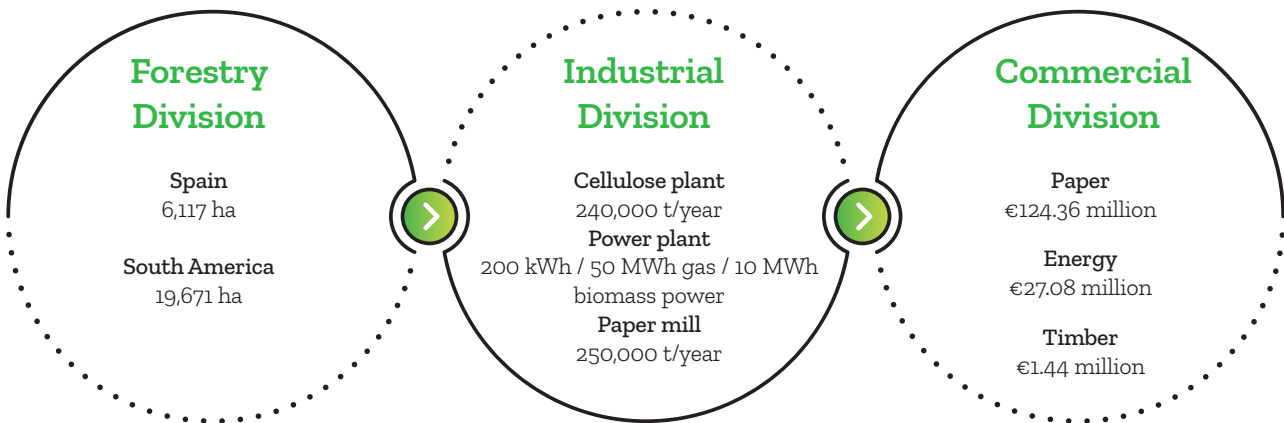 Forestry
Division
Spain
6,117 ha
South America
19,671 ha
Industrial
Division
Cellulose plant
240,000 t/year
Power plant
200 kWh / 50 MWh gas / 10 MWh
biomass power
Paper mill
250,000 t/year
Commercial
Division
Paper
€124.36 million
Energy
€27.08 million
Timber
€1.44 million